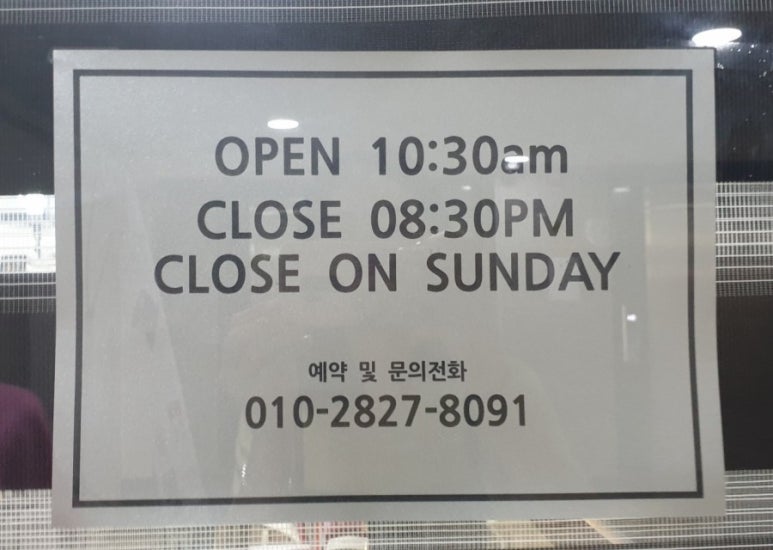 OPEN 10:30am
CLOSE 08:30PM
CLOSE ON SUNDAY
예약 및 문의전화
010-2827-8091